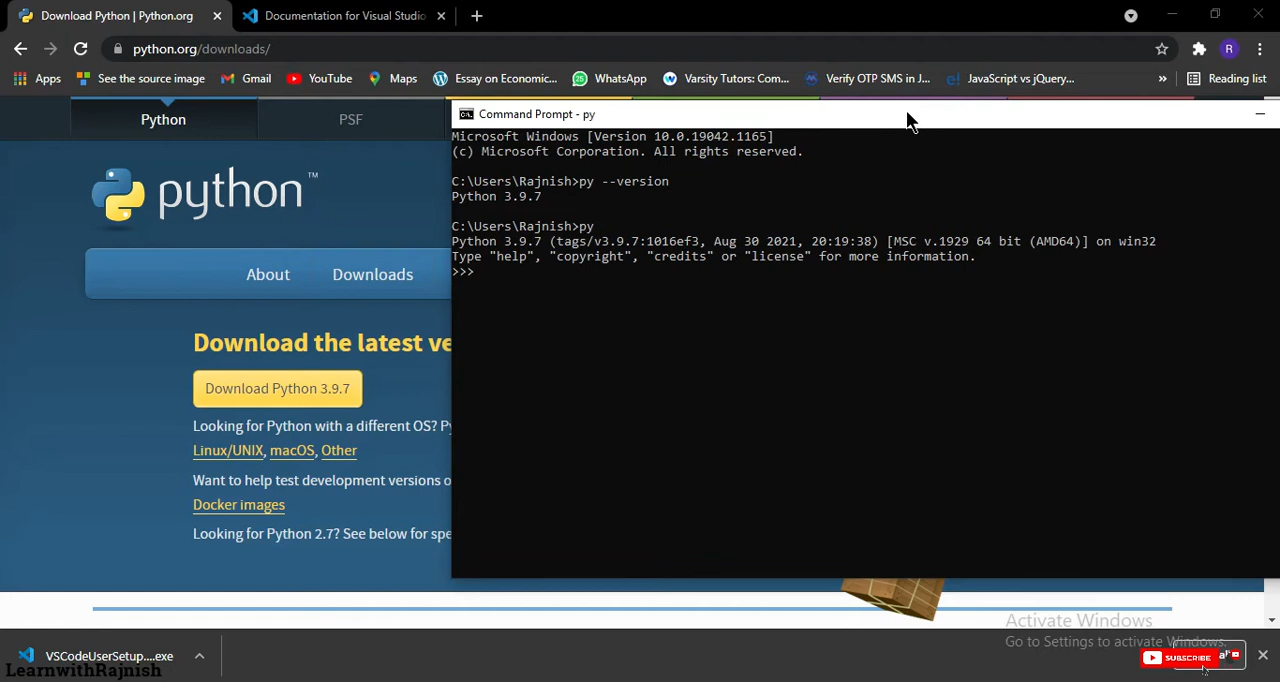 Download Python | Python.org
Documentation for Visual Studio
python.org/downloads/
R
Apps
See the source image
Gmail
YouTube
Maps
Essay on Economic...
25
WhatsApp
Varsity Tutors: Com...
Verify OTP SMS in J...
JavaScript vs jQuery...
»
Reading list
Python
PSF
python™
About
Downloads
Download the latest ve
Download Python 3.9.7
Looking for Python with a different OS? Py
Linux/UNIX, macOS, Other
Want to help test development versions o
Docker images
Looking for Python 2.7? See below for spe
Command Prompt - py
Microsoft Windows [Version 10.0.19042.1165]
(c) Microsoft Corporation. All rights reserved.
C:\Users\Rajnish>py --version
Python 3.9.7
C:\Users\Rajnish>py
Python 3.9.7 (tags/v3.9.7:1016ef3, Aug 30 2021, 20:19:38) [MSC v.1929 64 bit (AMD64)] on win32
Type "help", "copyright", "credits" or "license" for more information.
>>>
Activate Windows
Go to Settings to activate Windows.
VSCodeUserSetup....exe
LearnwithRajnish
SUBSCRIBE